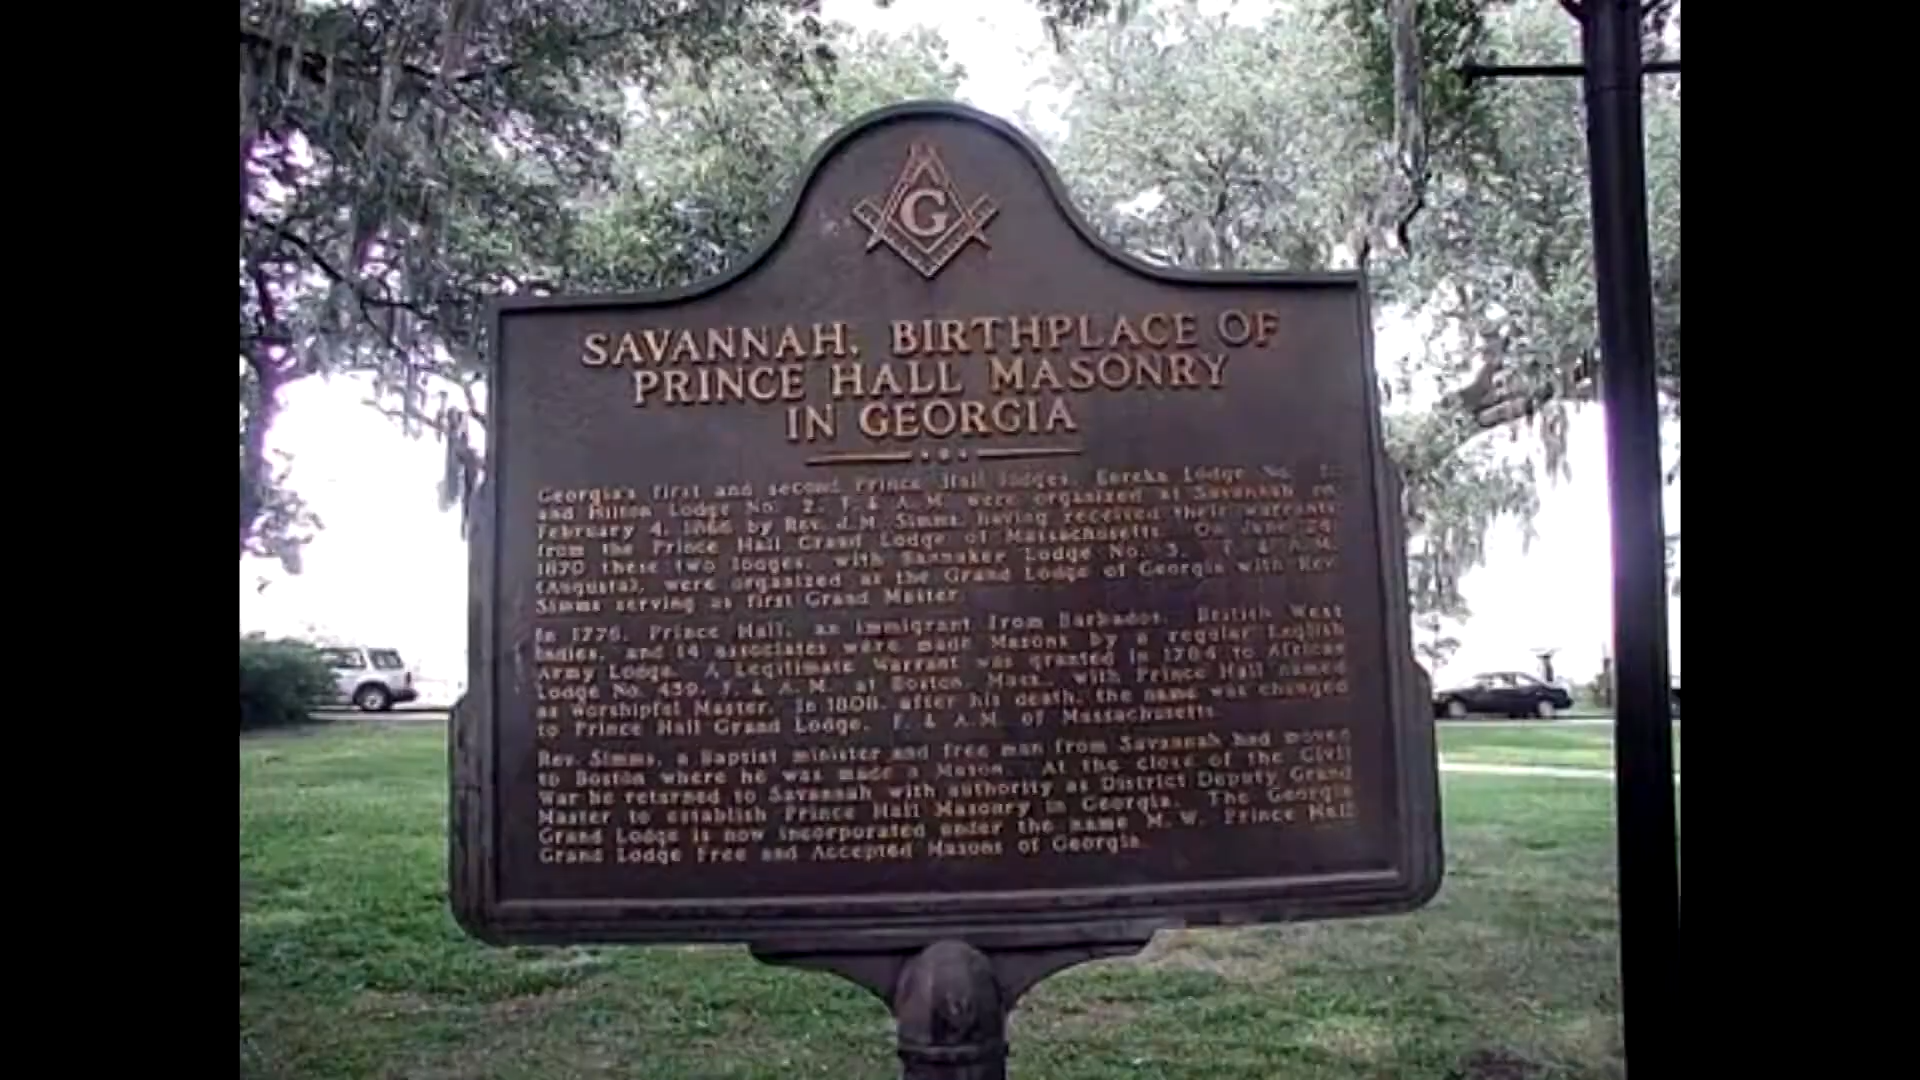 G
SAVANNAH, BIRTHPLACE OF
PRINCE HALL MASONRY
IN GEORGIA
Georgia's first and second Prince Hall lodges, Eureka Lodge No. 1
and Hilton Lodge No. 2, F. & A. M. were organized at Savannah on
February 4, by Rev. J.M. Simms, having received their warrants
from the Prince Hall Grand Lodge of Massachusetts. On June
1870 these two lodges, with Bannaker Lodge No. 3, F. & A. M.
(Augusta), were organized as the Grand Lodge of Georgia with Rev.
Simms serving as first Grand Master.
In Prince Hall, an immigrant from Barbados, British West
Indies, and 14 associates were made Masons by a regular English
Army Lodge. A Legitimate Warrant was granted in 1784 to African
Lodge No. 459, F. & A. M. at Boston, Mass., with Prince Hall named
as Worshipful Master. In 1808, after his death, the name was changed
to Prince Hall Grand Lodge, F. & A. M. of Massachusetts.
Rev. Simms, a Baptist minister and free man from Savannah had moved
to Boston where he was made a Mason. At the close of the Civil
War he returned to Savannah with authority as District Deputy Grand
Master to establish Prince Hall Masonry in Georgia. The Georgia
Grand Lodge is now incorporated under the name M. W. Prince Hall
Grand Lodge Free and Accepted Masons of Georgia.